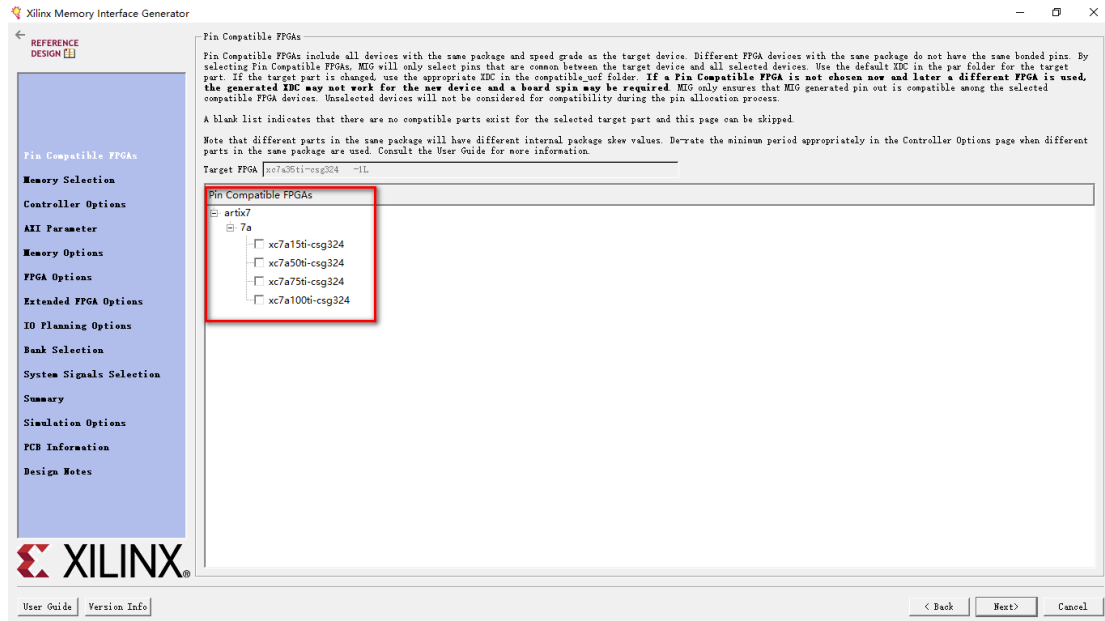 Xilinx Memory Interface Generator
REFERENCE
DESIGN
Pin Compatible FPGAs
Memory Selection
Controller Options
AXI Parameter
Memory Options
FPGA Options
Extended FPGA Options
IO Planning Options
Bank Selection
System Signals Selection
Summary
Simulation Options
PCB Information
Design Notes
XILINX®
Pin Compatible FPGAs
Pin Compatible FPGAs include all devices with the same package and speed grade as the target device. Different FPGA devices with the same package do not have the same bonded pins. By
selecting Pin Compatible FPGAs, MIG will only select pins that are common between the target device and all selected devices. Use the default XDC in the par folder for the target
part. If the target part is changed, use the appropriate XDC in the compatible_ucf folder. If a Pin Compatible FPGA is not chosen now and later a different FPGA is used,
the generated XDC may not work for the new device and a board spin may be required. MIG only ensures that MIG generated pin out is compatible among the selected
compatible FPGA devices. Unselected devices will not be considered for compatibility during the pin allocation process.
A blank list indicates that there are no compatible parts exist for the selected target part and this page can be skipped.
Note that different parts in the same package will have different internal package skew values. De-rate the minimum period appropriately in the Controller Options page when different
parts in the same package are used. Consult the User Guide for more information.
Target FPGA xc7a35ti-csg324 -1L
Pin Compatible FPGAs
artix7
7a
xc7a15ti-csg324
xc7a50ti-csg324
xc7a75ti-csg324
xc7a100ti-csg324
User Guide Version Info < Back Next> Cancel